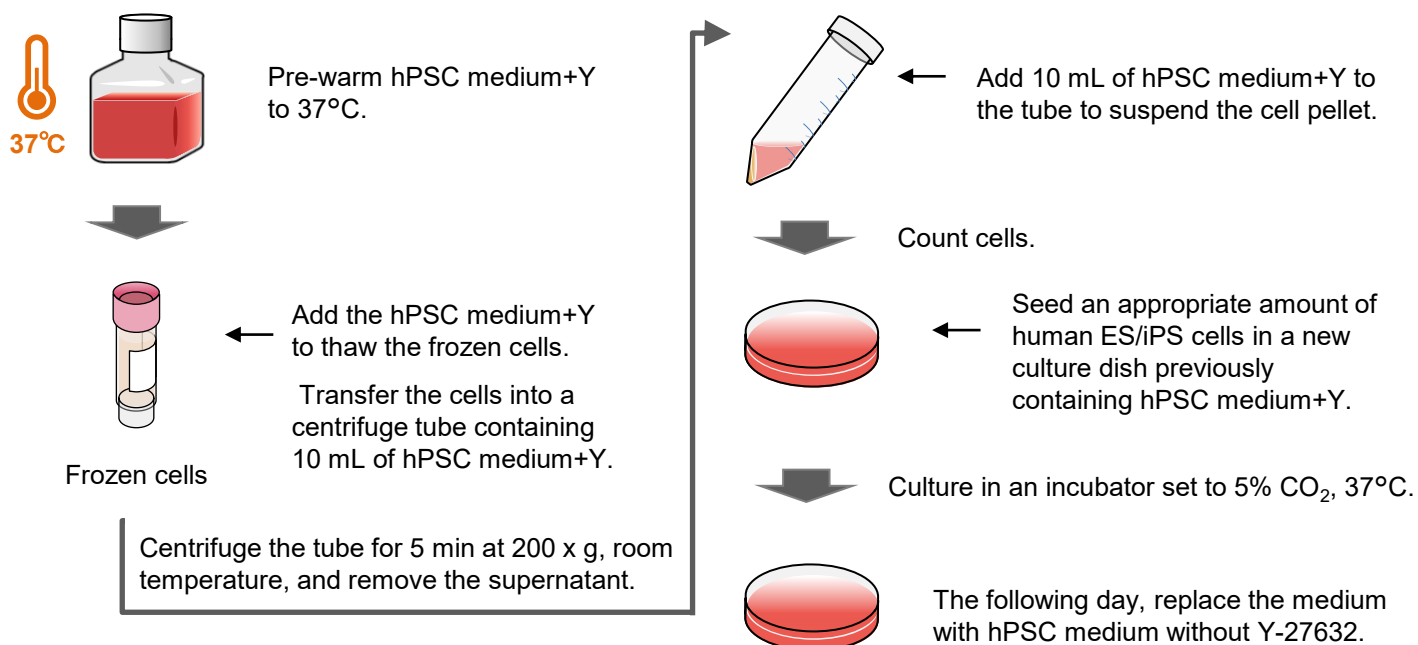 37℃
Pre-warm hPSC medium+Y
to 37°C.
Add the hPSC medium+Y
to thaw the frozen cells.
Transfer the cells into a
centrifuge tube containing
10 mL of hPSC medium+Y.
Frozen cells
Centrifuge the tube for 5 min at 200 x g, room
temperature, and remove the supernatant.
Add 10 mL of hPSC medium+Y to
the tube to suspend the cell pellet.
Count cells.
Seed an appropriate amount of
human ES/iPS cells in a new
culture dish previously
containing hPSC medium+Y.
Culture in an incubator set to 5% CO₂, 37°C.
The following day, replace the medium
with hPSC medium without Y-27632.